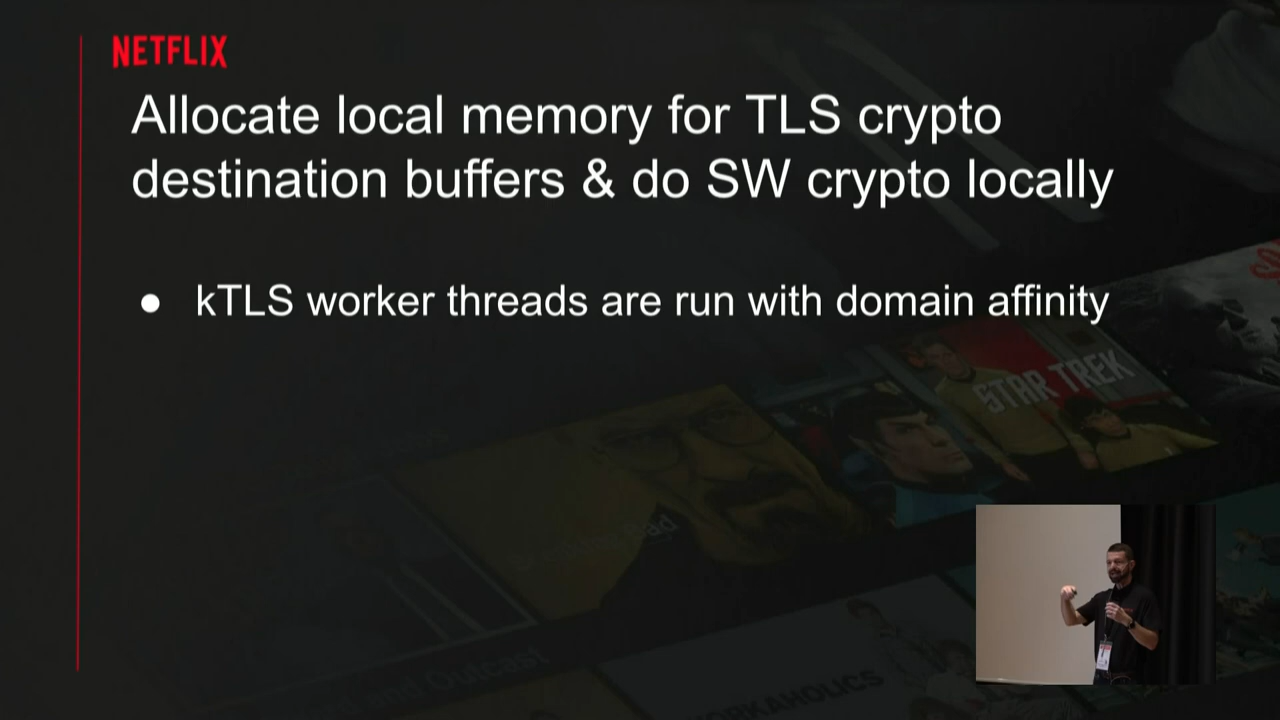 NETFLIX
Allocate local memory for TLS crypto
destination buffers & do SW crypto locally
● kTLS worker threads are run with domain affinity
STAR TREK